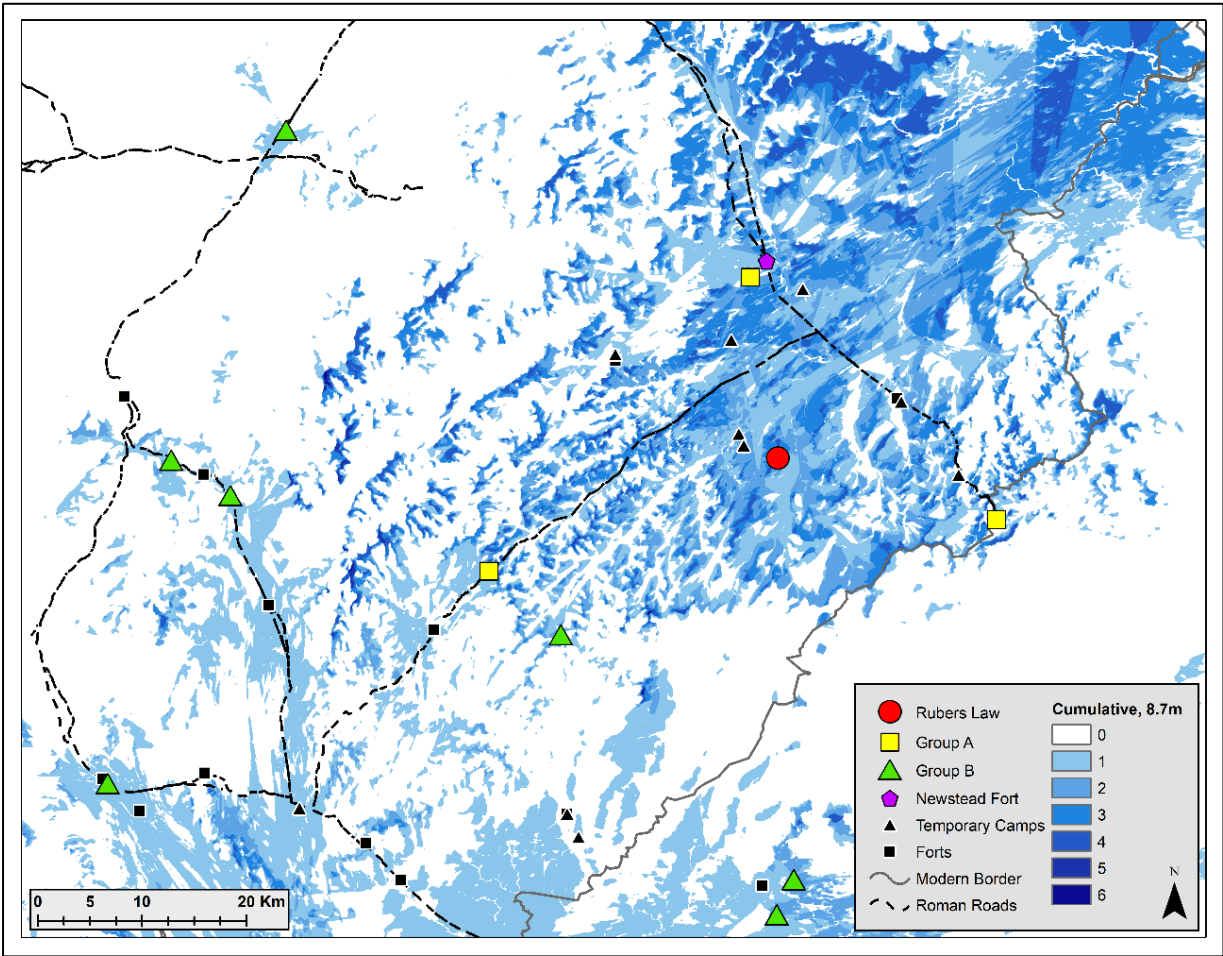 Rubers Law
Group A
Group B
Newstead Fort
Temporary Camps
Forts
Modern Border
Roman Roads
Cumulative, 8.7m
0
1
2
3
4
5
6
N
0 5 10 20 Km